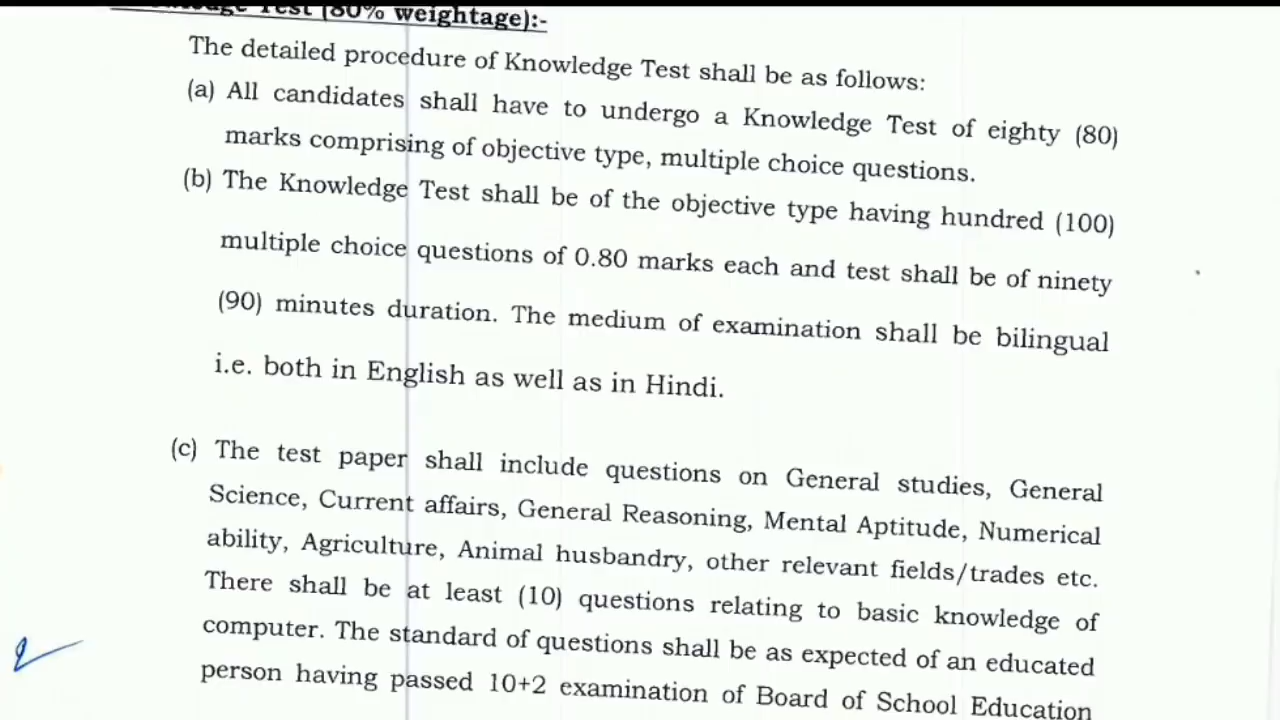 Test (80% weightage):-
The detailed procedure of Knowledge Test shall be as follows:
(a) All candidates shall have to undergo a Knowledge Test of eighty (80)
marks comprising of objective type, multiple choice questions.
(b) The Knowledge Test shall be of the objective type having hundred (100)
multiple choice questions of 0.80 marks each and test shall be of ninety
(90) minutes duration. The medium of examination shall be bilingual
i.e. both in English as well as in Hindi.
(c) The test paper shall include questions on General studies, General
Science, Current affairs, General Reasoning, Mental Aptitude, Numerical
ability, Agriculture, Animal husbandry, other relevant fields/trades etc.
There shall be at least (10) questions relating to basic knowledge of
computer. The standard of questions shall be as expected of an educated
person having passed 10+2 examination of Board of School Education